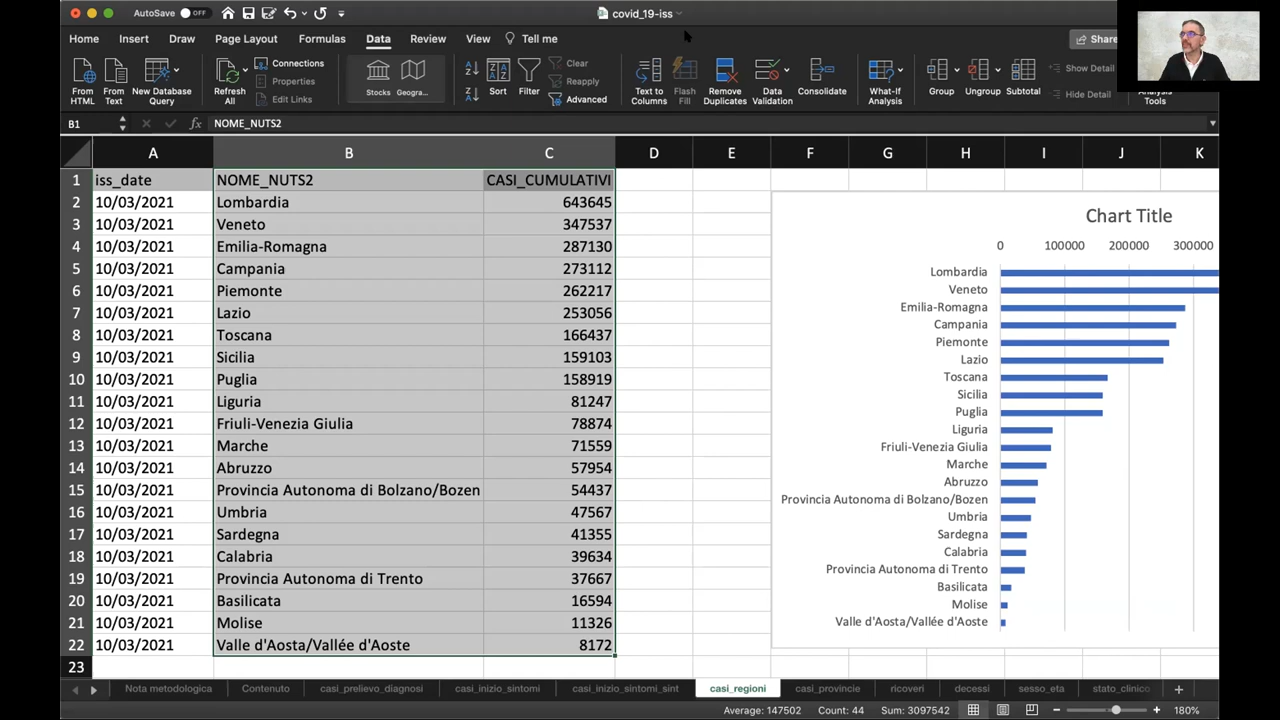 AutoSave OFF covid_19-iss
Home Insert Draw Page Layout Formulas Data Review View Tell me Share
From HTML
From Text
New Database Query
Refresh All
Connections
Properties
Edit Links
Stocks Geogra...
Sort
Filter
Clear
Reapply
Advanced
Text to Columns
Flash Fill
Remove Duplicates
Data Validation
Consolidate
What-If Analysis
Group
Ungroup
Subtotal
Show Detail
Hide Detail
Analysis Tools
B1 fx NOME_NUTS2
A B C D E F G H I J K
1 iss_date NOME_NUTS2 CASI_CUMULATIVI
2 10/03/2021 Lombardia 643645
3 10/03/2021 Veneto 347537
4 10/03/2021 Emilia-Romagna 287130
5 10/03/2021 Campania 273112
6 10/03/2021 Piemonte 262217
7 10/03/2021 Lazio 253056
8 10/03/2021 Toscana 166437
9 10/03/2021 Sicilia 159103
10 10/03/2021 Puglia 158919
11 10/03/2021 Liguria 81247
12 10/03/2021 Friuli-Venezia Giulia 78874
13 10/03/2021 Marche 71559
14 10/03/2021 Abruzzo 57954
15 10/03/2021 Provincia Autonoma di Bolzano/Bozen 54437
16 10/03/2021 Umbria 47567
17 10/03/2021 Sardegna 41355
18 10/03/2021 Calabria 39634
19 10/03/2021 Provincia Autonoma di Trento 37667
20 10/03/2021 Basilicata 16594
21 10/03/2021 Molise 11326
22 10/03/2021 Valle d'Aosta/Vallée d'Aoste 8172
23
Chart Title
0 100000 200000 300000
Lombardia
Veneto
Emilia-Romagna
Campania
Piemonte
Lazio
Toscana
Sicilia
Puglia
Liguria
Friuli-Venezia Giulia
Marche
Abruzzo
Provincia Autonoma di Bolzano/Bozen
Umbria
Sardegna
Calabria
Provincia Autonoma di Trento
Basilicata
Molise
Valle d'Aosta/Vallée d'Aoste
Nota metodologica Contenuto casi_prelievo_diagnosi casi_inizio_sintomi casi_inizio_sintomi_sint casi_regioni casi_provincie ricoveri decessi sesso_eta stato_clinico
Average: 147502 Count: 44 Sum: 3097542 180%